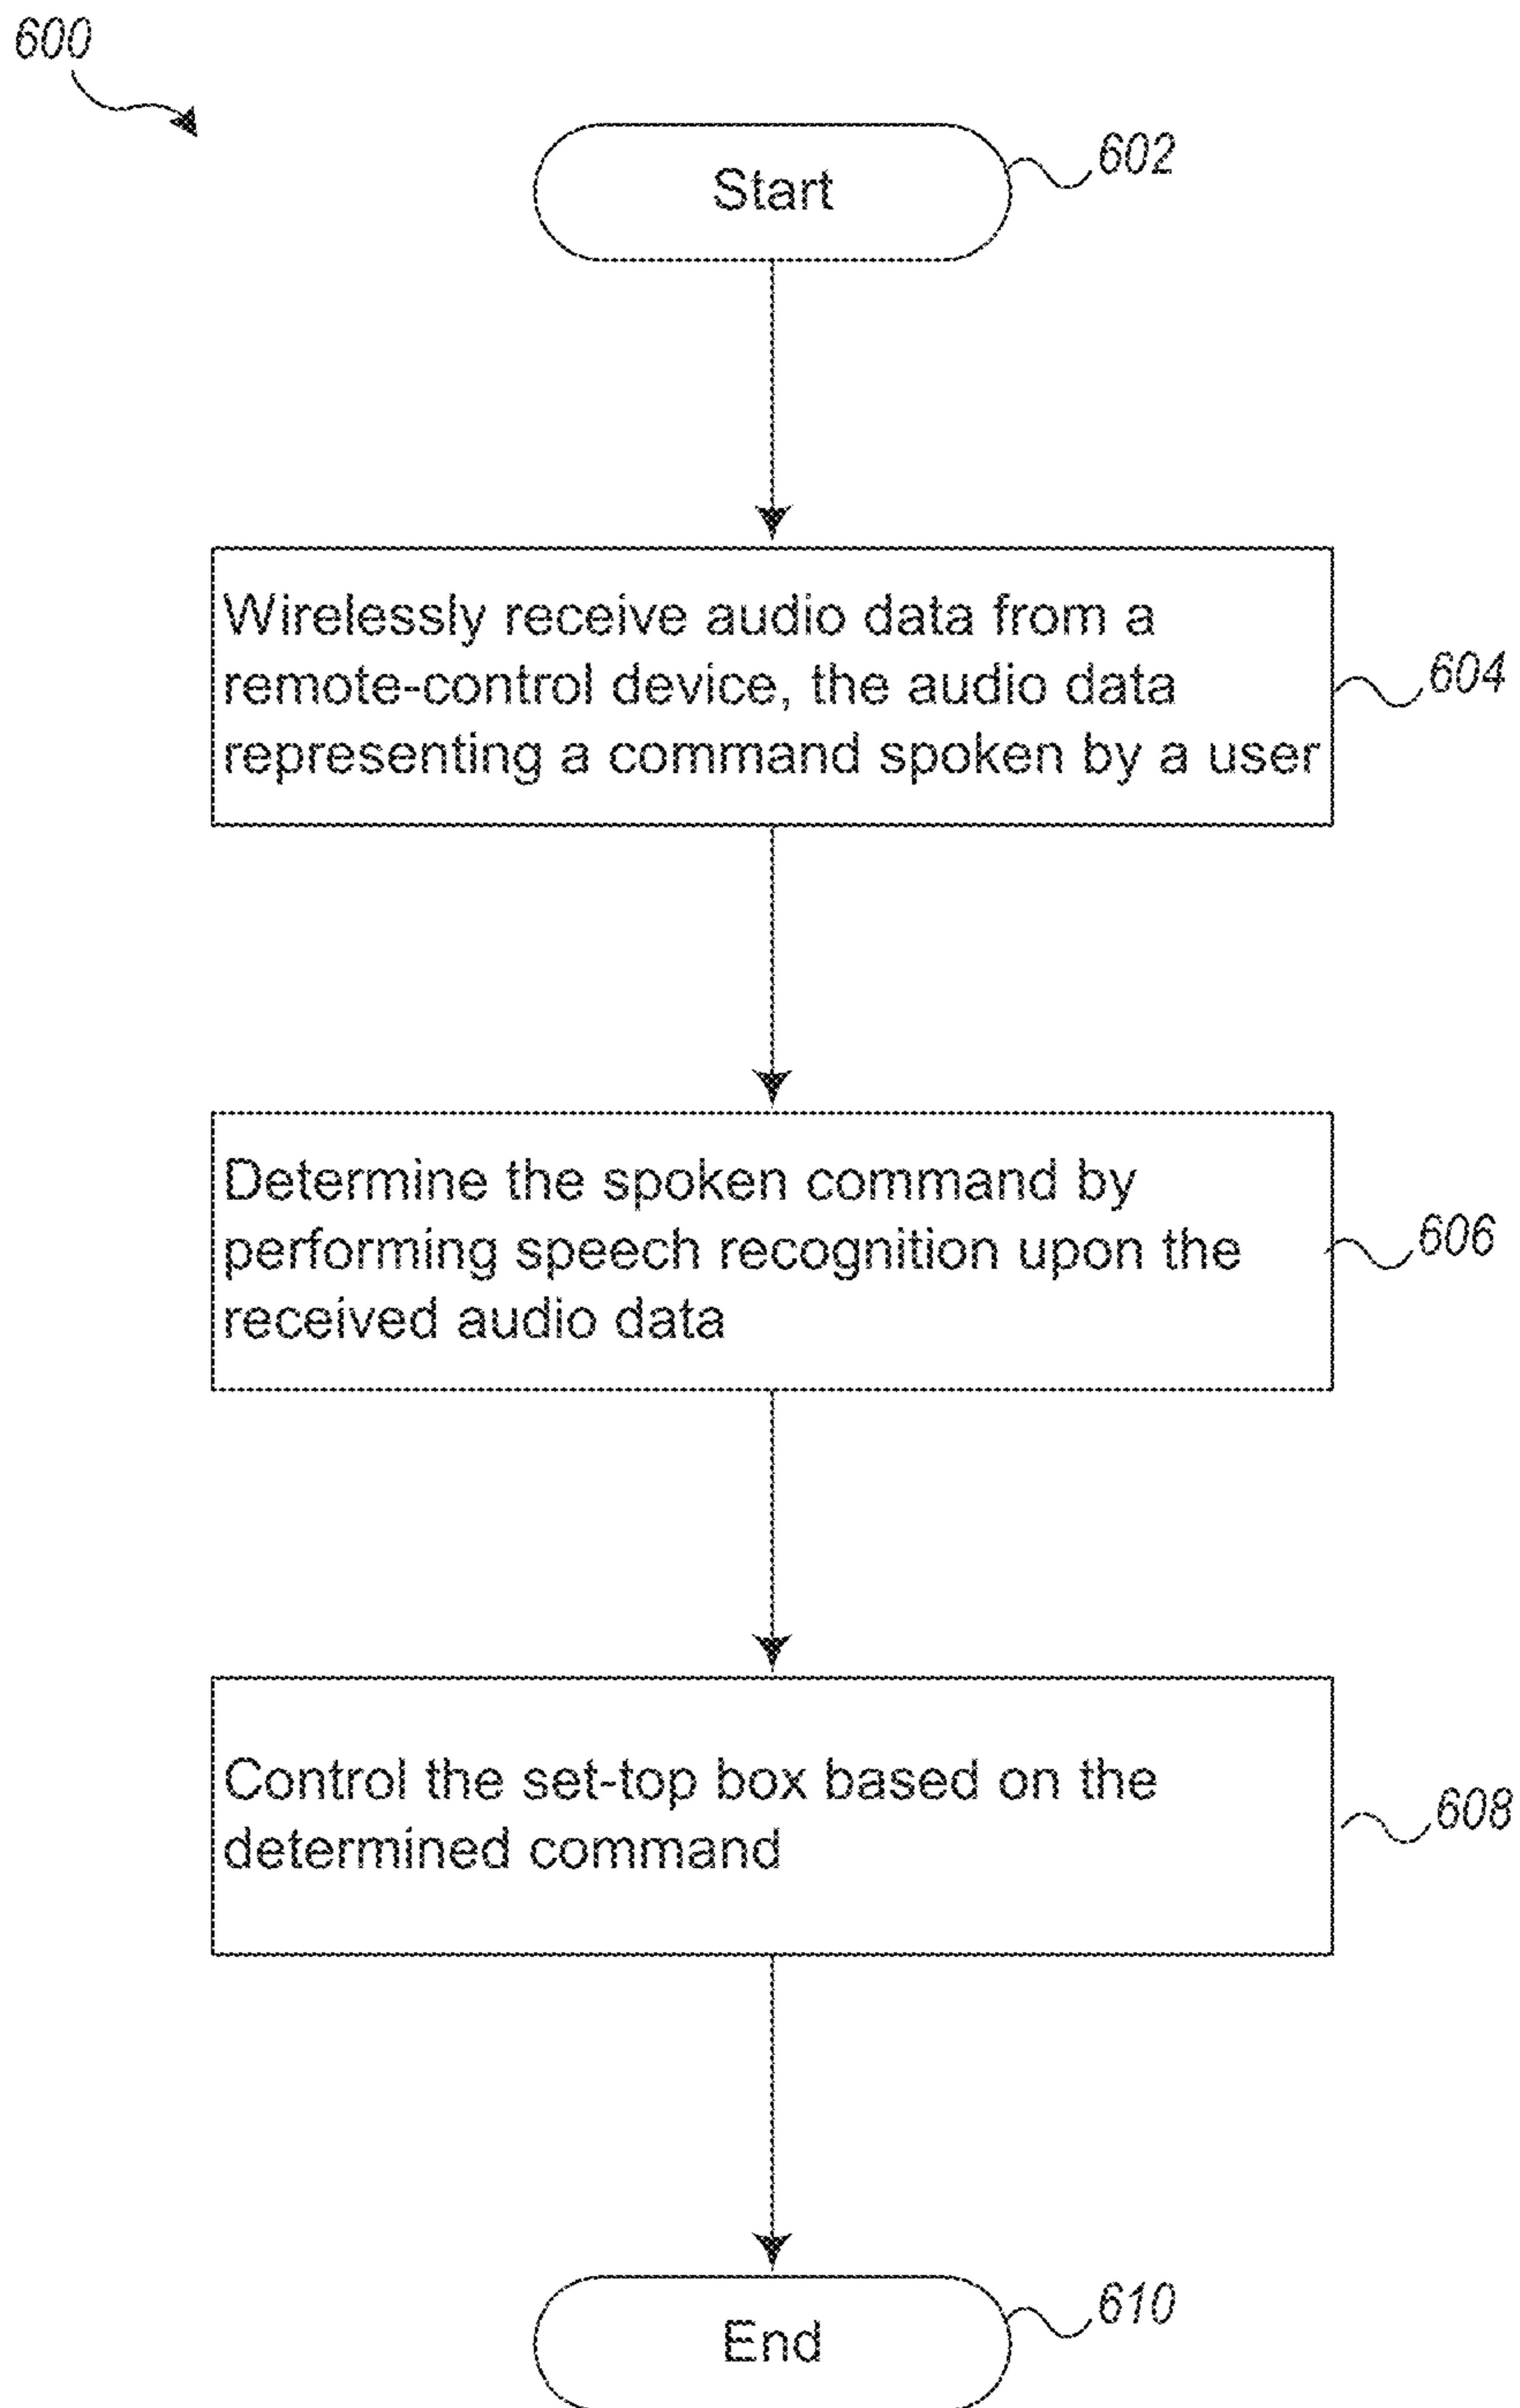 600
Start
602
Wirelessly receive audio data from a
remote-control device, the audio data
representing a command spoken by a user
604
Determine the spoken command by
performing speech recognition upon the
received audio data
606
Control the set-top box based on the
determined command
608
End
610